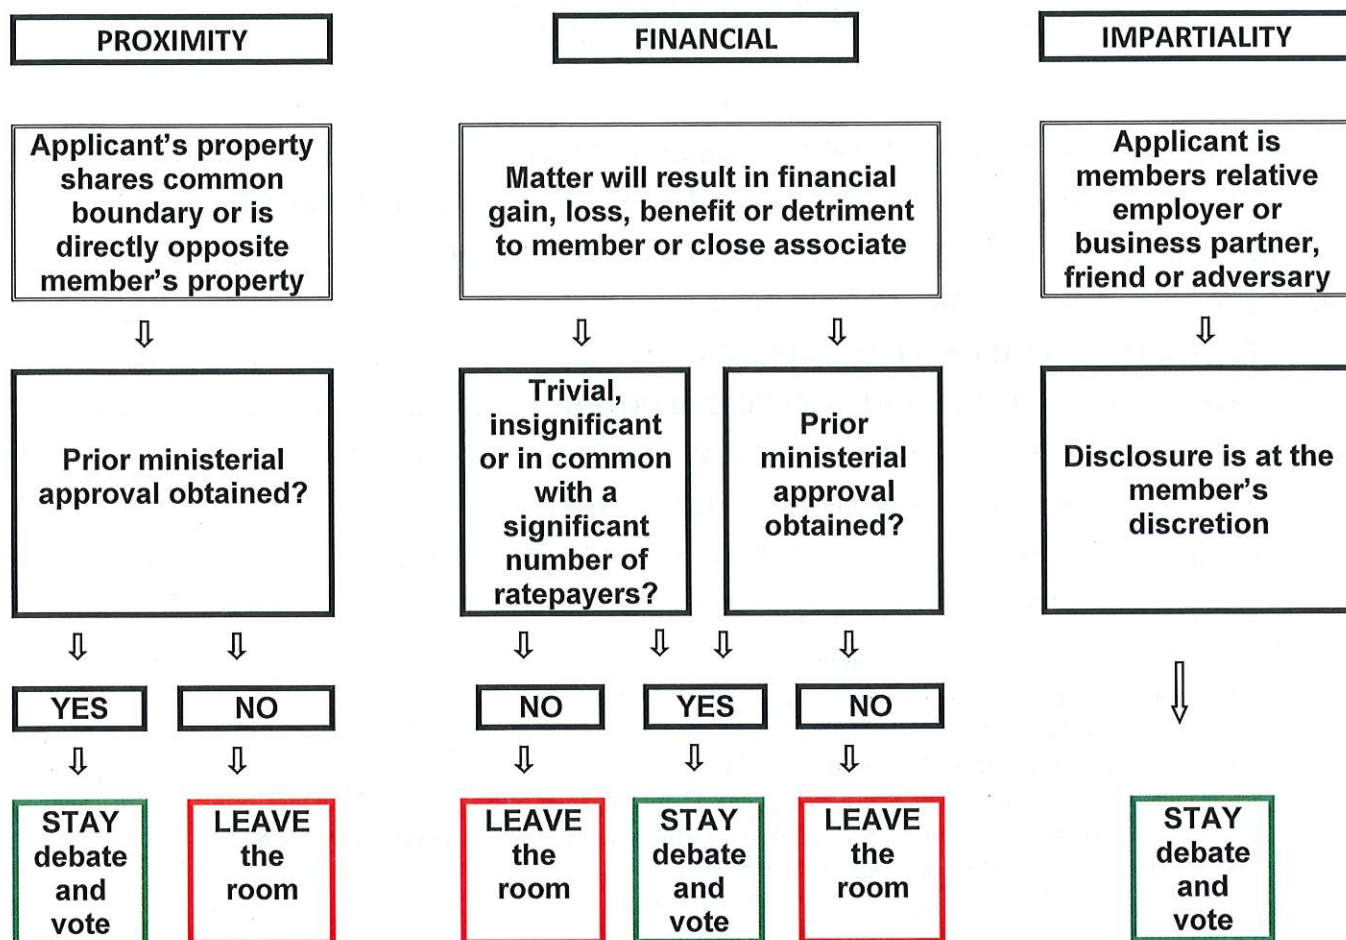 PROXIMITY
Applicant's property
shares common
boundary or is
directly opposite
member's property
Prior ministerial
approval obtained?
YES
NO
STAY
debate
and
vote
LEAVE
the
room
FINANCIAL
Matter will result in financial
gain, loss, benefit or detriment
to member or close associate
Trivial,
insignificant
or in common
with a
significant
number of
ratepayers?
Prior
ministerial
approval
obtained?
NO
YES
NO
LEAVE
the
room
STAY
debate
and
vote
LEAVE
the
room
IMPARTIALITY
Applicant is
members relative
employer or
business partner,
friend or adversary
Disclosure is at the
member's
discretion
STAY
debate
and
vote